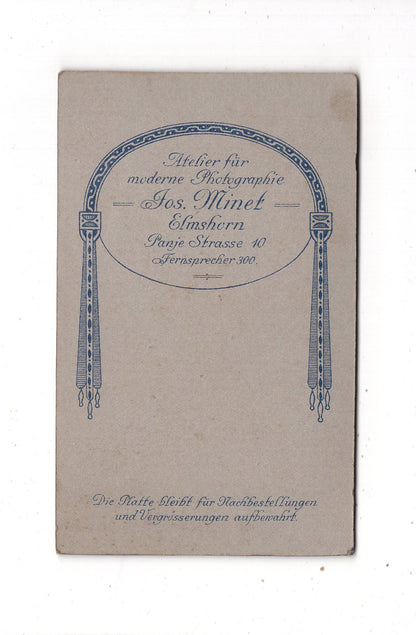 Atelier für
moderne Photographie
Jos. Minet
Elmshorn
Panje Strasse 10
Fernsprecher 300.
Die Platte bleibt für Nachbestellungen
und Vergrösserungen aufbewahrt.